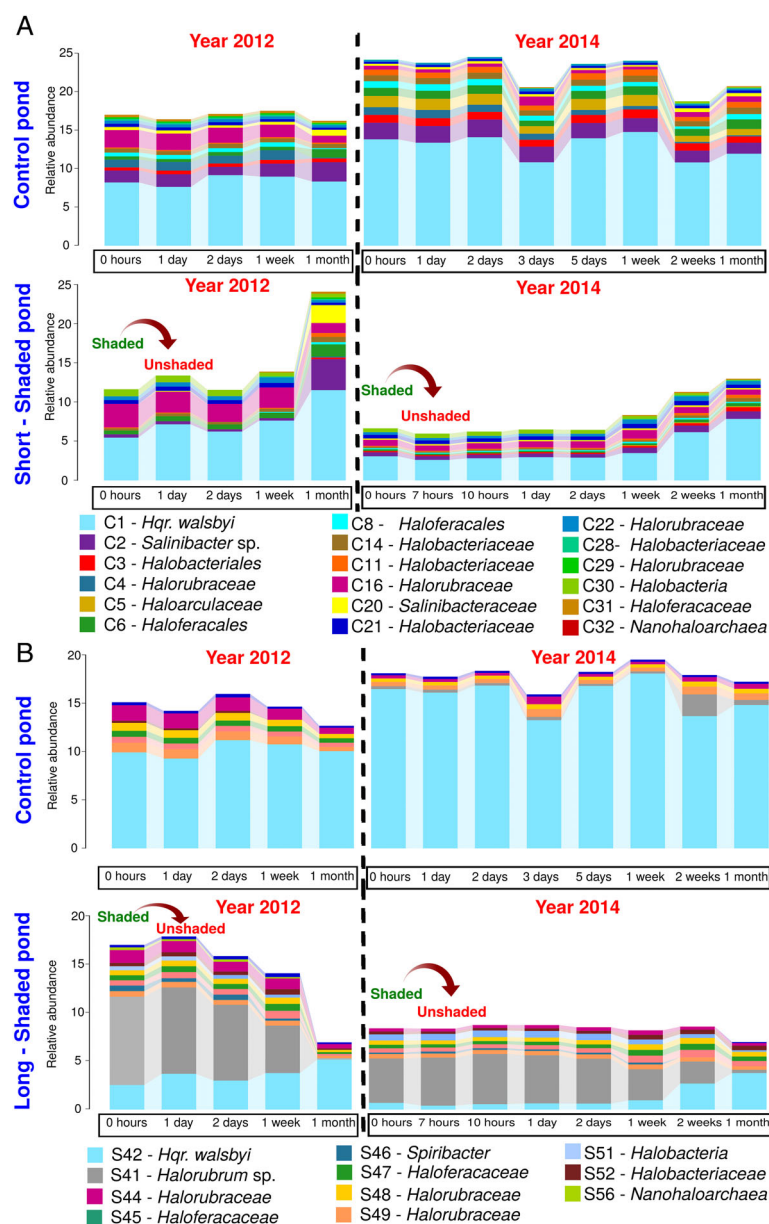 A
Year 2012
Year 2014
Control pond
Relative abundance
25
20
15
10
5
0
0 hours 1 day 2 days 1 week 1 month
0 hours 1 day 2 days 3 days 5 days 1 week 2 weeks 1 month
Year 2012
Year 2014
Short - Shaded pond
Relative abundance
25
20
15
10
5
0
Shaded
Unshaded
Shaded
Unshaded
0 hours 1 day 2 days 1 week 1 month
0 hours 7 hours 10 hours 1 day 2 days 1 week 2 weeks 1 month
C1 - Hqr. walsbyi
C2 - Salinibacter sp.
C3 - Halobacteriales
C4 - Halorubraceae
C5 - Haloarculaceae
C6 - Haloferacales
C8 - Haloferacales
C14 - Halobacteriaceae
C11 - Halobacteriaceae
C16 - Halorubraceae
C20 - Salinibacteraceae
C21 - Halobacteriaceae
C22 - Halorubraceae
C28- Halobacteriaceae
C29 - Halorubraceae
C30 - Halobacteria
C31 - Haloferacaceae
C32 - Nanohaloarchaea
B
Year 2012
Year 2014
Control pond
Relative abundance
20
15
10
5
0
0 hours 1 day 2 days 1 week 1 month
0 hours 1 day 2 days 3 days 5 days 1 week 2 weeks 1 month
Year 2012
Year 2014
Long - Shaded pond
Relative abundance
20
15
10
5
0
Shaded
Unshaded
Shaded
Unshaded
0 hours 1 day 2 days 1 week 1 month
0 hours 7 hours 10 hours 1 day 2 days 1 week 2 weeks 1 month
S42 - Hqr. walsbyi
S41 - Halorubrum sp.
S44 - Halorubraceae
S45 - Haloferacaceae
S46 - Spiribacter
S47 - Haloferacaceae
S48 - Halorubraceae
S49 - Halorubraceae
S51 - Halobacteria
S52 - Halobacteriaceae
S56 - Nanohaloarchaea